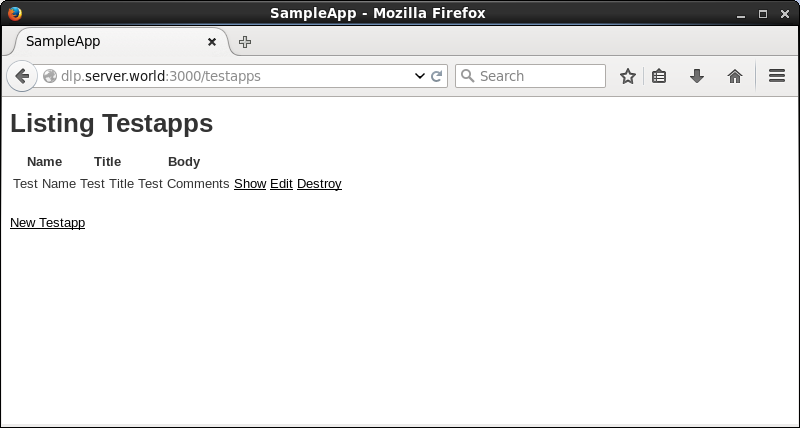 SampleApp - Mozilla Firefox
SampleApp
dlp.server.world:3000/testapps
Search
Listing Testapps
Name Title Body
Test Name Test Title Test Comments Show Edit Destroy
New Testapp